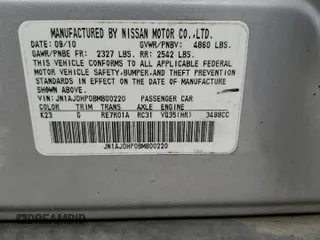 MANUFACTURED BY NISSAN MOTOR CO.,LTD.
DATE: 09/10 GVWR/PNBV: 4860 LBS.
GAWR/PNBE FR: 2327 LBS. RR: 2542 LBS.
THIS VEHICLE CONFORMS TO ALL APPLICABLE
FEDERAL MOTOR VEHICLE SAFETY,BUMPER,AND THEFT PREVENTION
STANDARDS IN EFFECT ON THE DATE OF MANUFACTURE
SHOWN ABOVE.
VIN:JN1AJ0HP0BM800220 PASSENGER CAR
COLOR TRIM TRANS AXLE ENGINE
K23 G RE7R01A RC31 VQ35(HR) 3498CC
JN1AJ0HP0BM800220